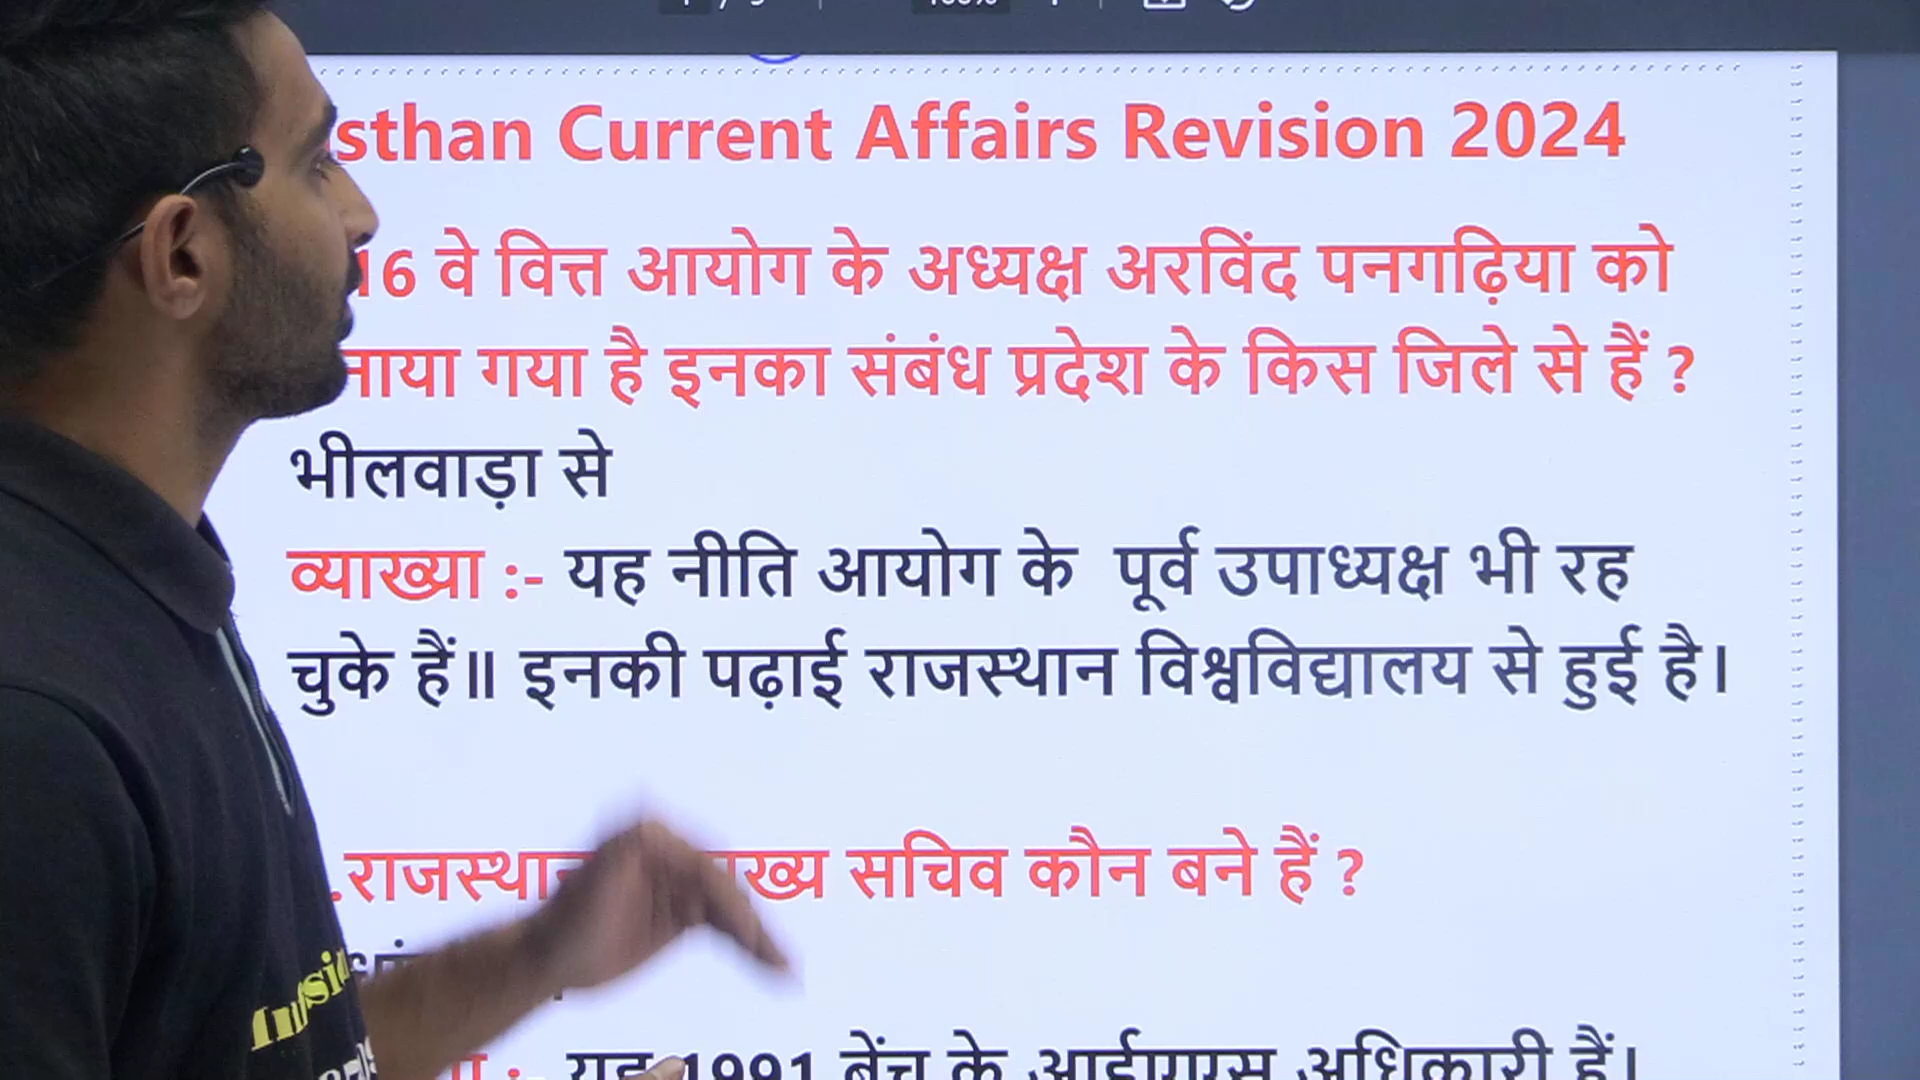 sthan Current Affairs Revision 2024
16 वे वित्त आयोग के अध्यक्ष अरविंद पनगढ़िया को
नाया गया है इनका संबंध प्रदेश के किस जिले से हैं ?
भीलवाड़ा से
व्याख्या :- यह नीति आयोग के पूर्व उपाध्यक्ष भी रह
चुके हैं॥ इनकी पढ़ाई राजस्थान विश्वविद्यालय से हुई है।
.राजस्थान ख्य सचिव कौन बने हैं ?
:- यह 1991 बेंच के आईएएस अधिकारी हैं।